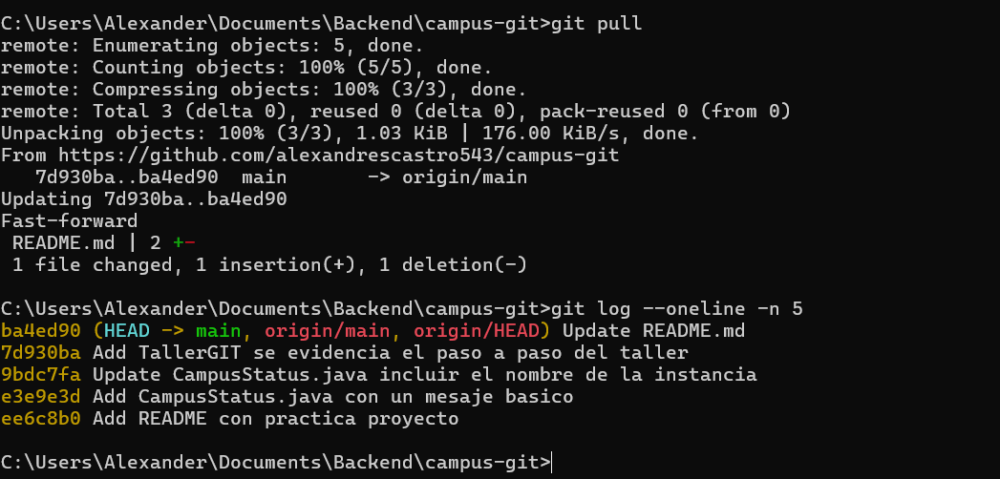 C:\Users\Alexander\Documents\Backend\campus-git>git pull
remote: Enumerating objects: 5, done.
remote: Counting objects: 100% (5/5), done.
remote: Compressing objects: 100% (3/3), done.
remote: Total 3 (delta 0), reused 0 (delta 0), pack-reused 0 (from 0)
Unpacking objects: 100% (3/3), 1.03 KiB | 176.00 KiB/s, done.
From https://github.com/alexandrescastro543/campus-git
   7d930ba..ba4ed90  main       -> origin/main
Updating 7d930ba..ba4ed90
Fast-forward
 README.md | 2 +-
 1 file changed, 1 insertion(+), 1 deletion(-)
C:\Users\Alexander\Documents\Backend\campus-git>git log --oneline -n 5
ba4ed90 (HEAD -> main, origin/main, origin/HEAD) Update README.md
7d930ba Add TallerGIT se evidencia el paso a paso del taller
9bdc7fa Update CampusStatus.java incluir el nombre de la instancia
e3e9e3d Add CampusStatus.java con un mesaje basico
ee6c8b0 Add README con practica proyecto
C:\Users\Alexander\Documents\Backend\campus-git>